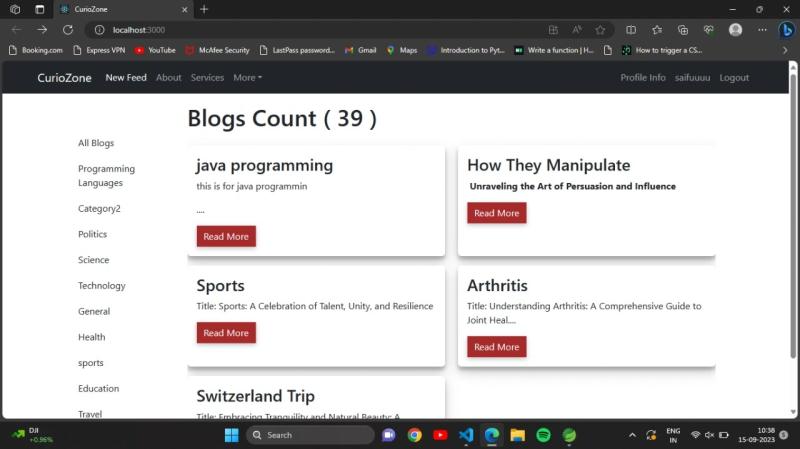 CurioZone
localhost:3000
Booking.com Express VPN YouTube McAfee Security LastPass password... Gmail Maps Introduction to Pyt... Write a function | H... How to trigger a CS...
CurioZone New Feed About Services More Profile Info saifuuuu Logout
Blogs Count ( 39 )
All Blogs
Programming
Languages
Category2
Politics
Science
Technology
General
Health
sports
Education
Travel
java programming
this is for java programmin
....
Read More
How They Manipulate
Unraveling the Art of Persuasion and Influence
Read More
Sports
Title: Sports: A Celebration of Talent, Unity, and Resilience
Read More
Arthritis
Title: Understanding Arthritis: A Comprehensive Guide to
Joint Heal....
Read More
Switzerland Trip
Title: Embracing Tranquility and Natural Beauty: A
DJI
+0.96%
Search
ENG
IN
10:38
15-09-2023